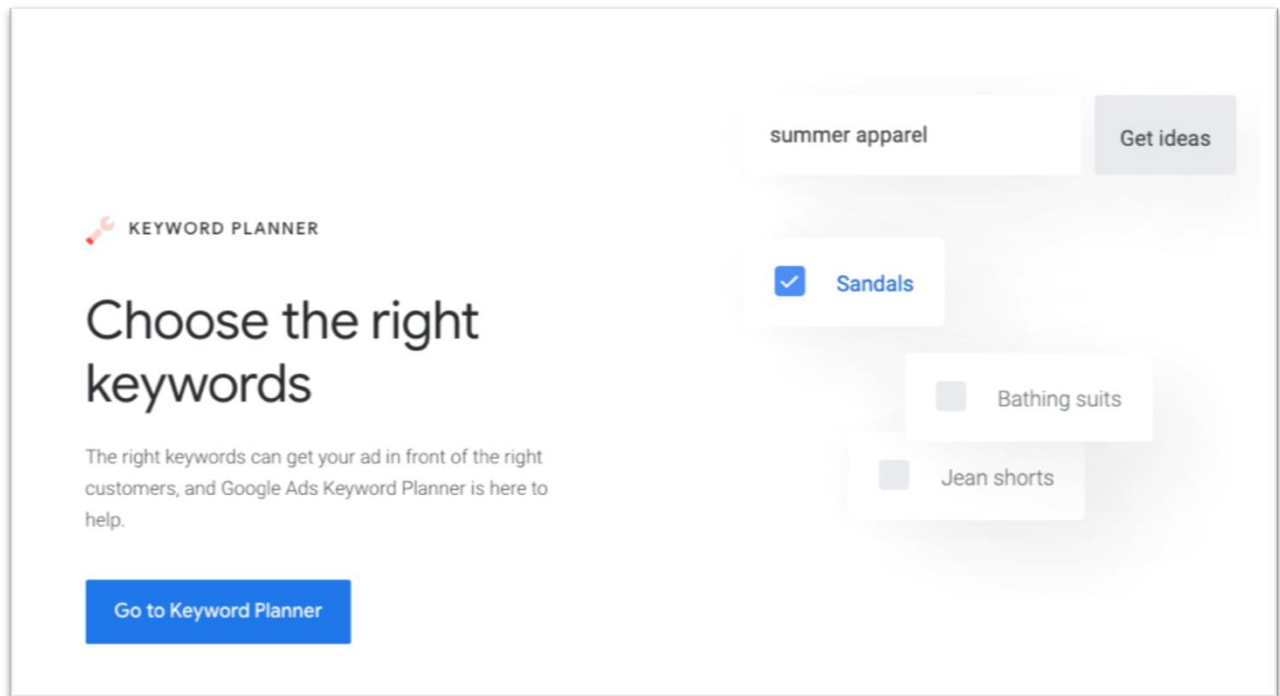 KEYWORD PLANNER
Choose the right
keywords
The right keywords can get your ad in front of the right
customers, and Google Ads Keyword Planner is here to
help.
Go to Keyword Planner
summer apparel
Get ideas
Sandals
Bathing suits
Jean shorts